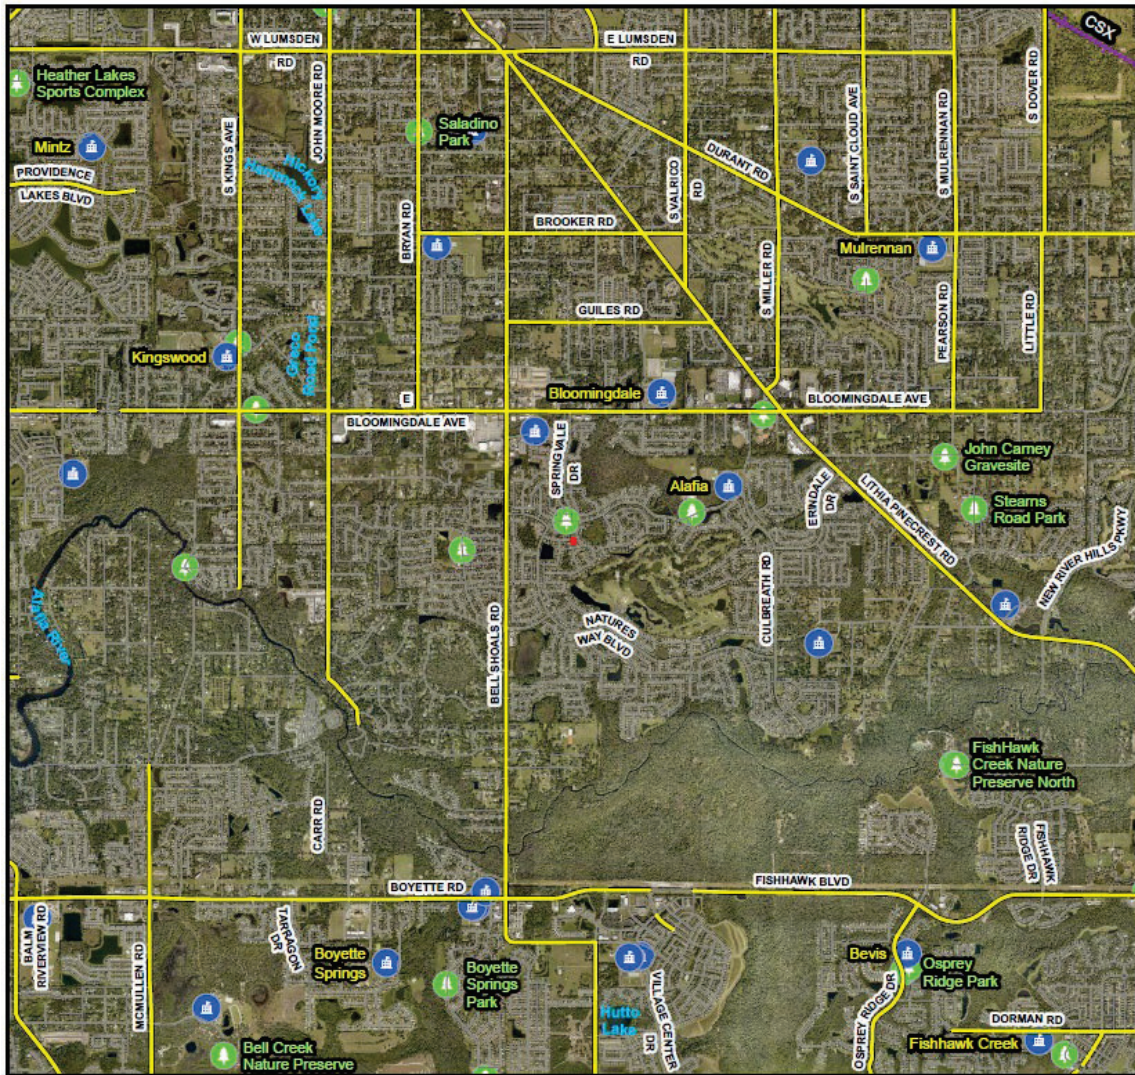 W LUMSDEN
RD
E LUMSDEN
RD
CSX
S DOVER RD
Heather Lakes
Sports Complex
Mintz
PROVIDENCE
LAKES BLVD
S KINGS AVE
JOHN MOORE RD
Hickory
Hammock Lake
Saladino
Park
BRYAN RD
BROOKER RD
S VALRICO
RD
DURANT RD
S SAINT CLOUD AVE
S MULRENNAN RD
Mulrennan
S MILLER RD
GUILES RD
PEARSON RD
LITTLE RD
Kingswood
Greco
Road Pond
Bloomingdale
E
BLOOMINGDALE AVE
BLOOMINGDALE AVE
SPRINGVALE
DR
Alafia
ERINDALE
DR
LITHIA PINECREST RD
John Carney
Gravesite
Stearns
Road Park
NEW RIVER HILLS PKWY
Alafia River
BELL SHOALS RD
NATURES
WAY BLVD
CULBREATH RD
FishHawk
Creek Nature
Preserve North
FISHHAWK
RIDGE DR
CARR RD
BOYETTE RD
FISHHAWK BLVD
BALM
RIVERVIEW RD
MCMULLEN RD
TARRAGON
DR
Boyette
Springs
Boyette
Springs
Park
Hutto
Lake
VILLAGE CENTER
DR
Bevis
Osprey
Ridge Park
OSPREY RIDGE DR
DORMAN RD
Fishhawk Creek
Bell Creek
Nature Preserve